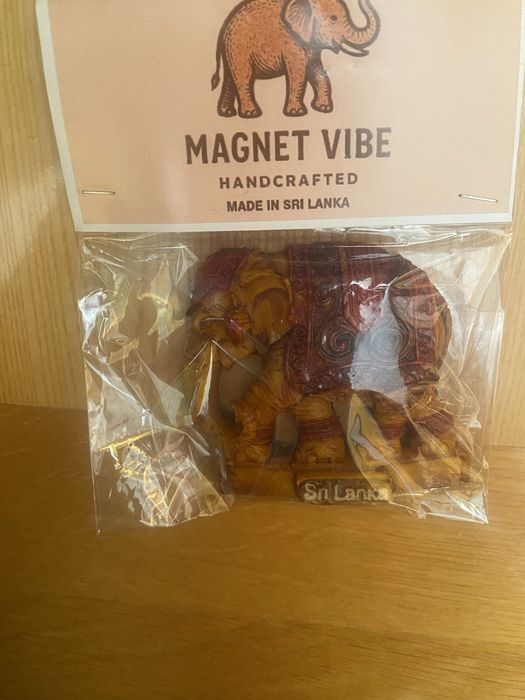 MAGNET VIBE
HANDCRAFTED
MADE IN SRI LANKA
Sri Lanka